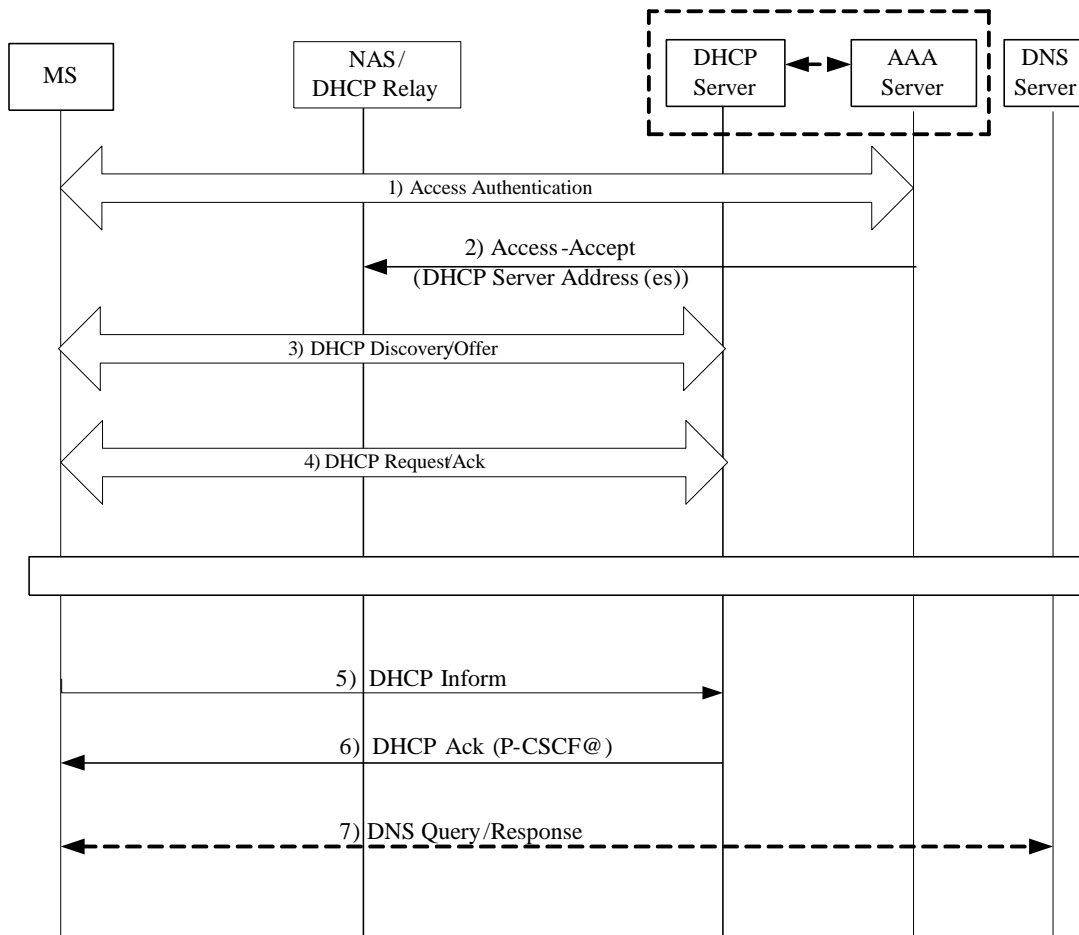 MS
NAS/
DHCP Relay
DHCP
Server
AAA
Server
DNS
Server
1) Access Authentication
2) Access-Accept
(DHCP Server Address (es))
3) DHCP Discovery/Offer
4) DHCP Request/Ack
5) DHCP Inform
6) DHCP Ack (P-CSCF@)
7) DNS Query/Response